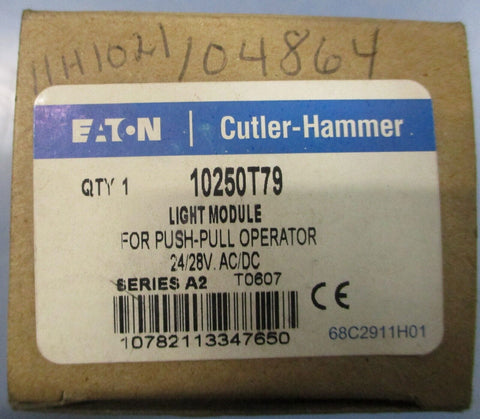 11H1021/104864
EATON | Cutler-Hammer
QTY 1 10250T79
LIGHT MODULE
FOR PUSH-PULL OPERATOR
24/28V. AC/DC
SERIES A2 T0607
CE
10782113347650
68C2911H01